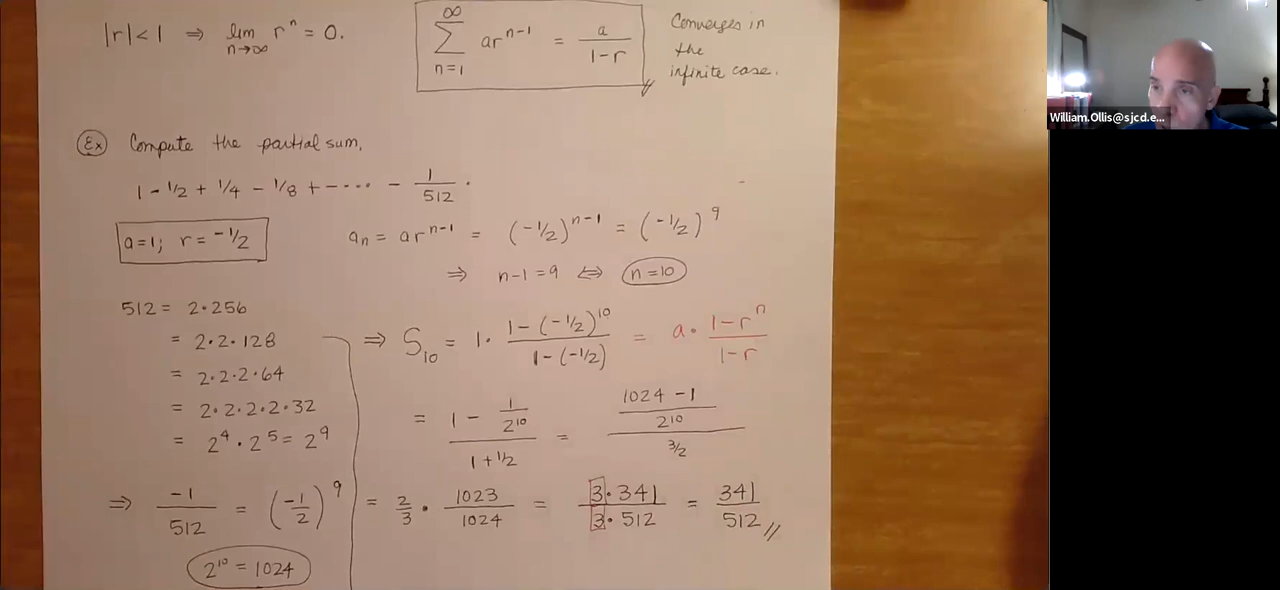 |r| < 1 ⇒ lim n→∞ r^n = 0.
∑ n=1 ∞ ar^(n-1) = a/(1-r)
Converges in
the
infinite case.
William.Ollis@sjcd.e...
Ex Compute the partial sum,
1 - 1/2 + 1/4 - 1/8 + - ···· - 1/512 .
a=1; r = -1/2
a_n = ar^(n-1) = (-1/2)^(n-1) = (-1/2)^9
⇒ n-1 = 9 ⇔ n=10
512 = 2·256
= 2·2·128
= 2·2·2·64
= 2·2·2·2·32
= 2^4 · 2^5 = 2^9
⇒ -1/512 = (-1/2)^9
2^10 = 1024
⇒ S_10 = 1· (1-(-1/2)^10)/(1-(-1/2)) = a· (1-r^n)/(1-r)
= (1 - 1/2^10)/(1+1/2) = ((1024-1)/2^10)/(3/2)
= 2/3 · 1023/1024 = (3·341)/(3·512) = 341/512 //